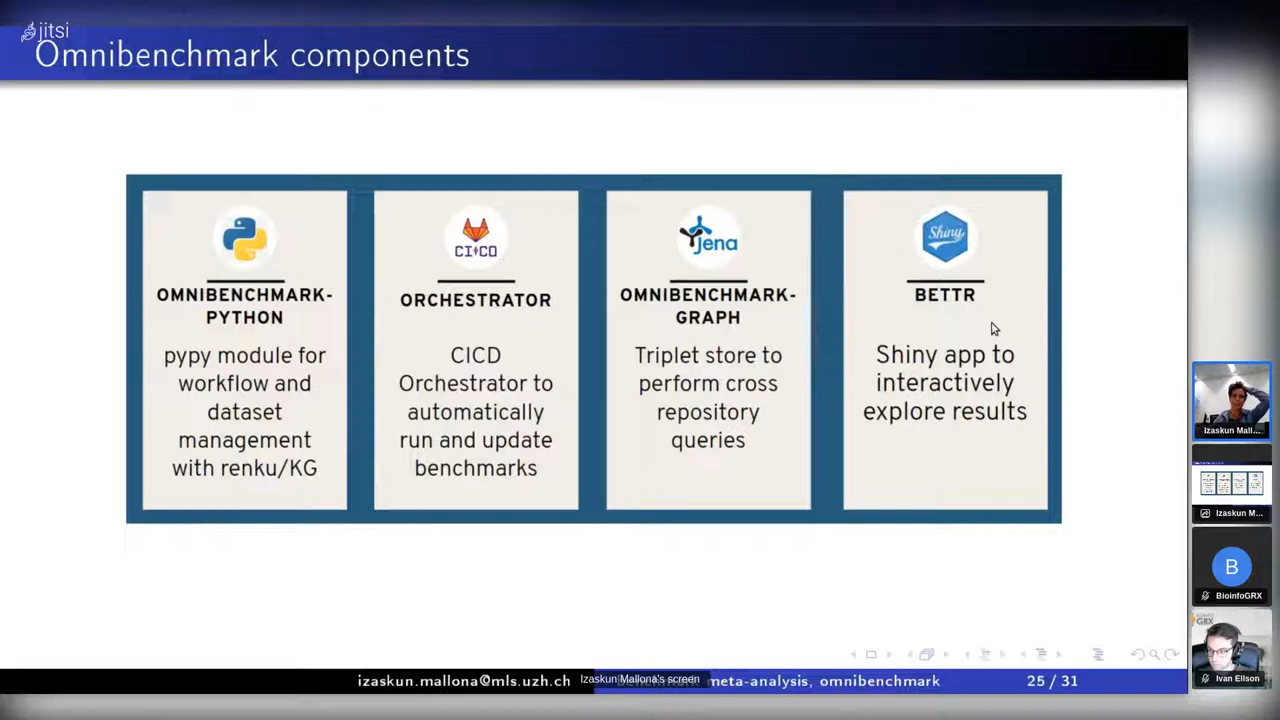 jitsi
Omnibenchmark components
CI CD
Jena
Shiny
OMNIBENCHMARK-
PYTHON
pypy module for
workflow and
dataset
management
with renku/KG
ORCHESTRATOR
CICD
Orchestrator to
automatically
run and update
benchmarks
OMNIBENCHMARK-
GRAPH
Triplet store to
perform cross
repository
queries
BETTR
Shiny app to
interactively
explore results
Izaskun Mall...
Izaskun M...
B
BioinfoGRX
GRX
Ivan Ellson
izaskun.mallona@mls.uzh.ch
Izaskun Mallona's screen
meta-analysis, omnibenchmark
25 / 31